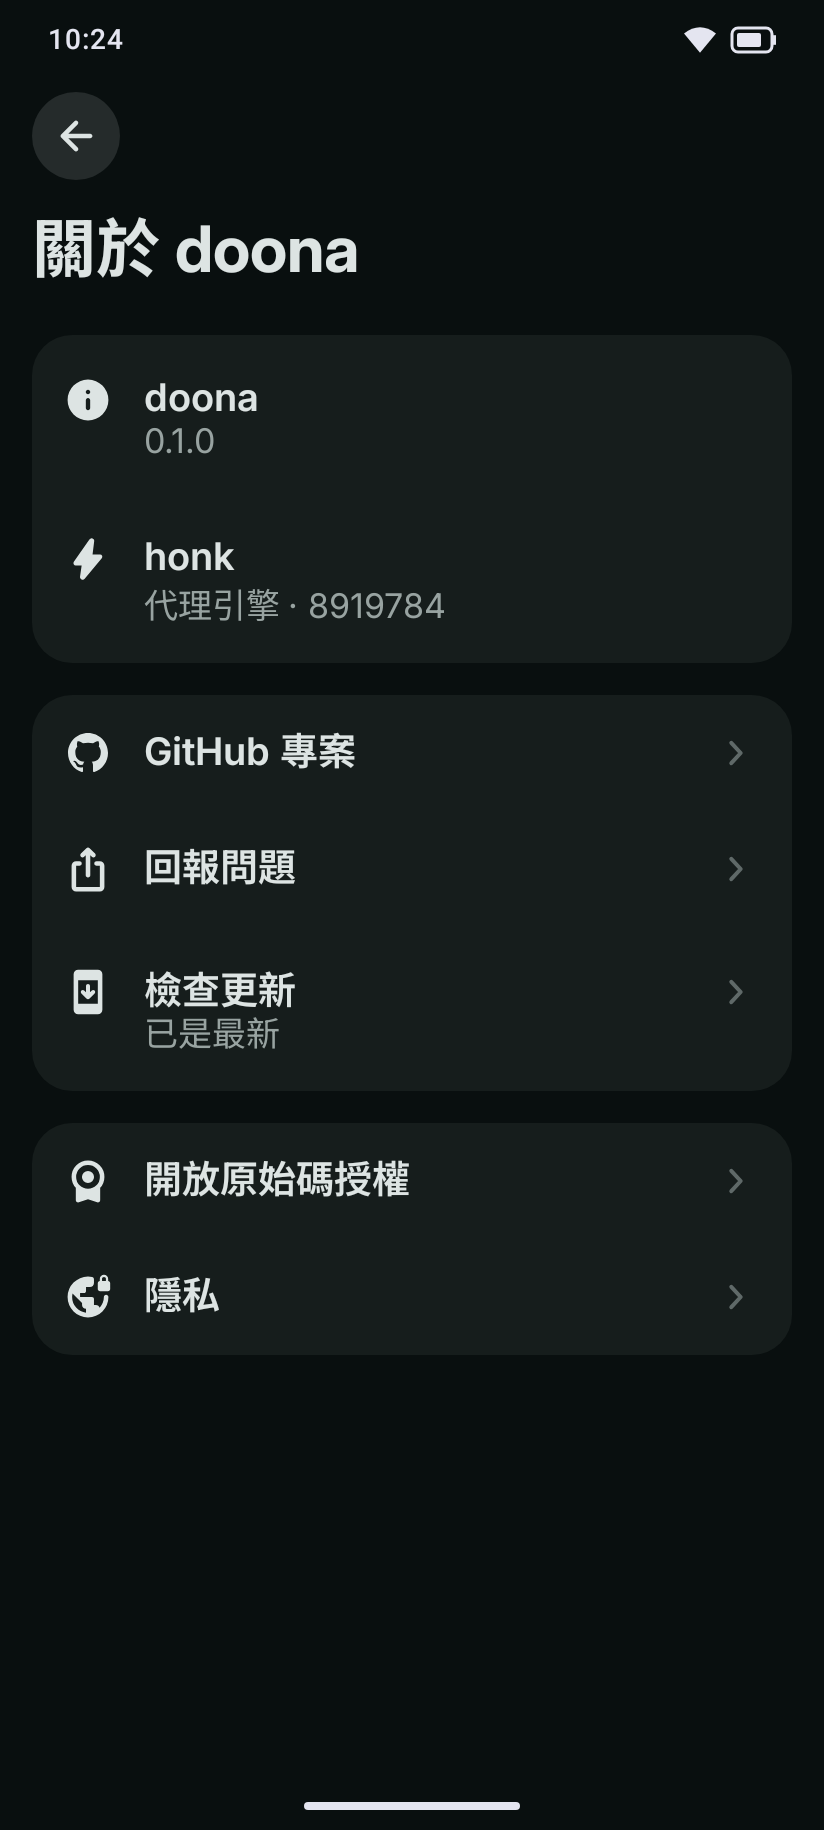 10:24
關於 doona
doona
0.1.0
honk
代理引擎 · 8919784
GitHub 專案
回報問題
檢查更新
已是最新
開放原始碼授權
隱私